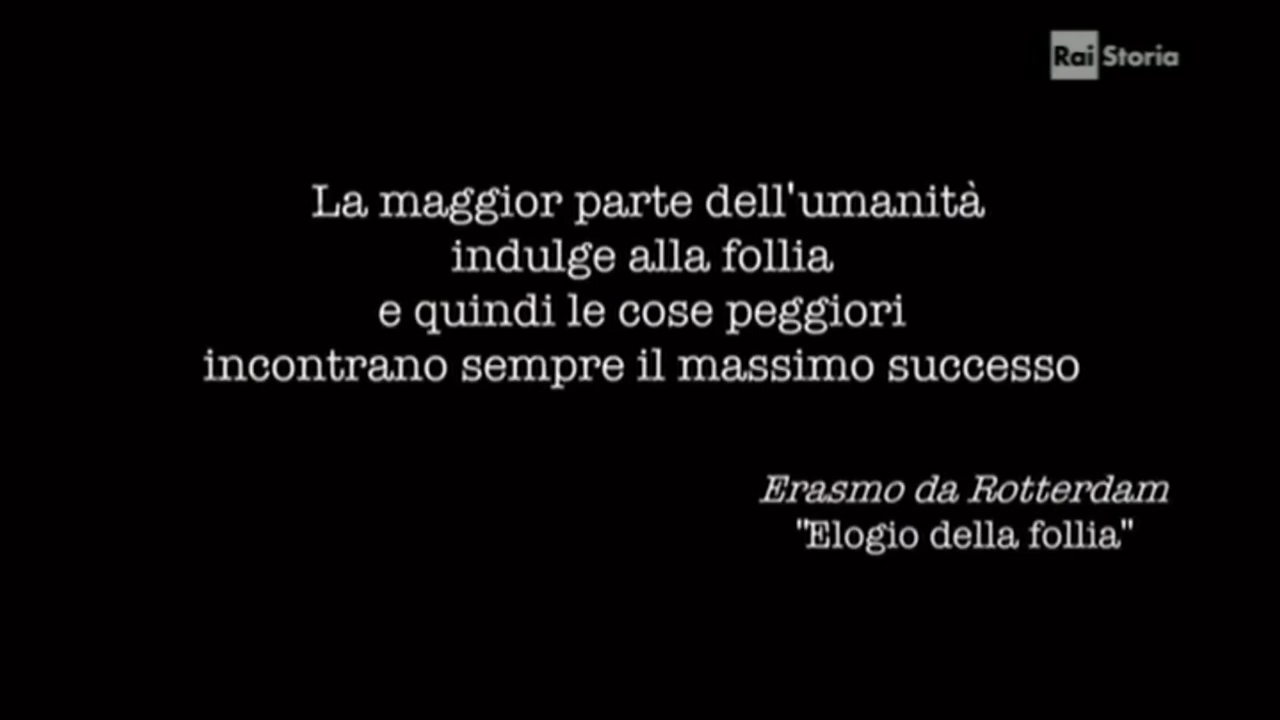 Rai Storia
La maggior parte dell'umanità
indulge alla follia
e quindi le cose peggiori
incontrano sempre il massimo successo
Erasmo da Rotterdam
"Elogio della follia"